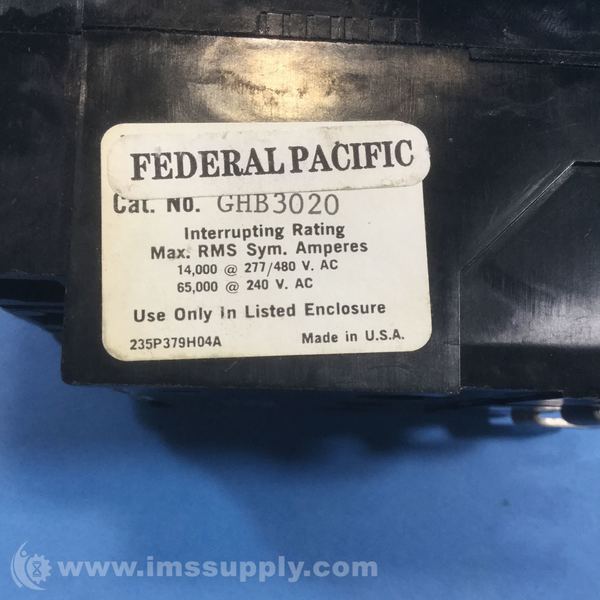 FEDERAL PACIFIC
Cat. No. GHB3020
Interrupting Rating
Max. RMS Sym. Amperes
14,000 @ 277/480 V. AC
65,000 @ 240 V. AC
Use Only in Listed Enclosure
235P379H04A Made in U.S.A.
www.imssupply.com